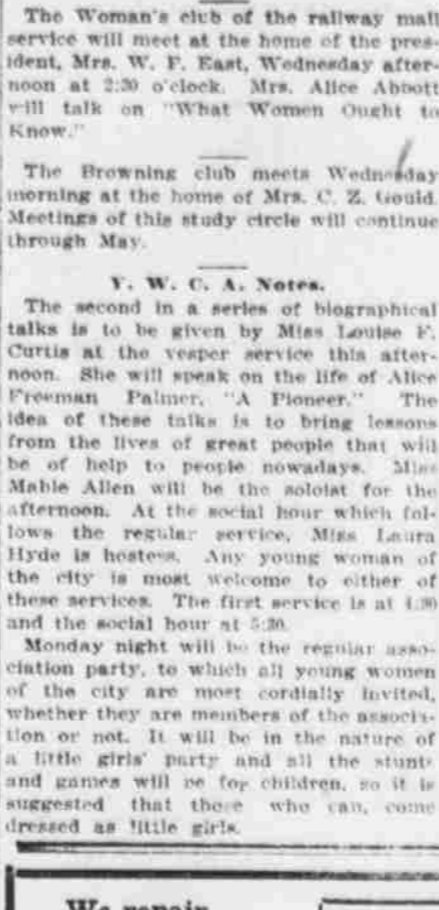 The Woman's club of the railway mail
service will meet at the home of the pres-
ident, Mrs. W. F. East, Wednesday after-
noon at 2:30 o'clock. Mrs. Alice Abbott
will talk on "What Women Ought to
Know."
The Browning club meets Wednesday
morning at the home of Mrs. C. Z. Gould.
Meetings of this study circle will continue
through May.
Y. W. C. A. Notes.
The second in a series of biographical
talks is to be given by Miss Louise F.
Curtis at the vesper service this after-
noon. She will speak on the life of Alice
Freeman Palmer, "A Pioneer." The
idea of these talks is to bring lessons
from the lives of great people that will
be of help to people nowadays. Miss
Mable Allen will be the soloist for the
afternoon. At the social hour which fol-
lows the regular service, Miss Laura
Hyde is hostess. Any young woman of
the city is most welcome to either of
these services. The first service is at 4:30
and the social hour at 5:30.
Monday night will be the regular asso-
ciation party, to which all young women
of the city are most cordially invited,
whether they are members of the associa-
tion or not. It will be in the nature of
a little girls' party and all the stunts
and games will be for children, so it is
suggested that those who can, come
dressed as little girls.
We repair